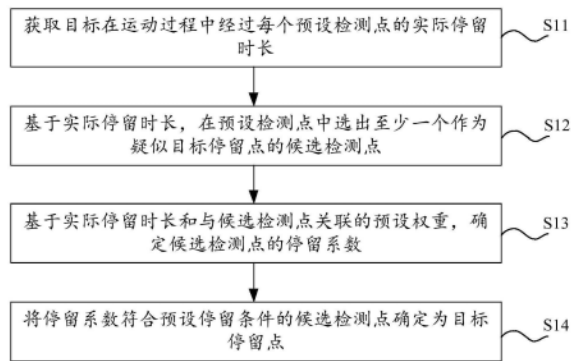 获取目标在运动过程中经过每个预设检测点的实际停留
时长
S11
基于实际停留时长，在预设检测点中选出至少一个作为
疑似目标停留点的候选检测点
S12
基于实际停留时长和与候选检测点关联的预设权重，确
定候选检测点的停留系数
S13
将停留系数符合预设停留条件的候选检测点确定为目标
停留点
S14